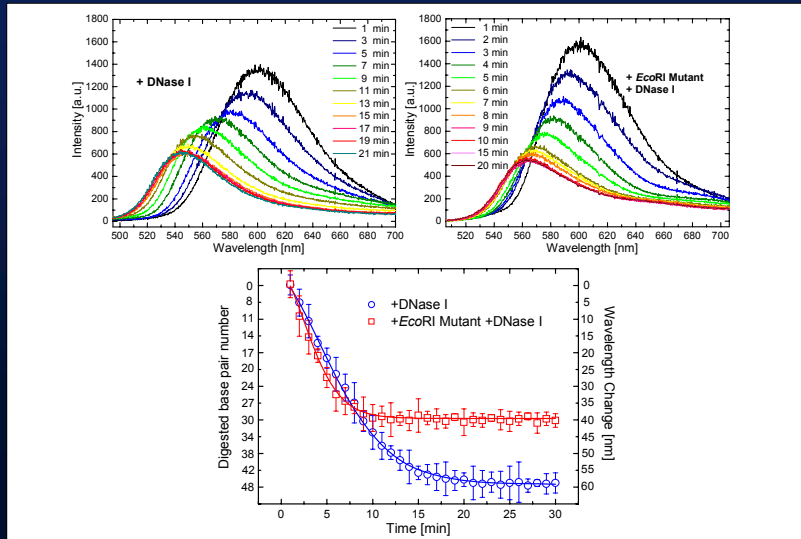 1800
1600
1400
1200
1000
800
600
400
200
0
Intensity [a.u.]
+ DNase I
1 min
3 min
5 min
7 min
9 min
11 min
13 min
15 min
17 min
19 min
21 min
500 520 540 560 580 600 620 640 660 680 700
Wavelength [nm]
1800
1600
1400
1200
1000
800
600
400
200
0
Intensity [a.u.]
1 min
2 min
3 min
4 min
5 min
6 min
7 min
8 min
9 min
10 min
15 min
20 min
+ EcoRI Mutant
+ DNase I
520 540 560 580 600 620 640 660 680 700
Wavelength [nm]
Digested base pair number
0
8
11
14
17
20
24
27
30
34
38
42
48
+DNase I
+EcoRI Mutant +DNase I
0
5
10
15
20
25
30
35
40
45
50
55
60
Wavelength Change [nm]
0 5 10 15 20 25 30
Time [min]